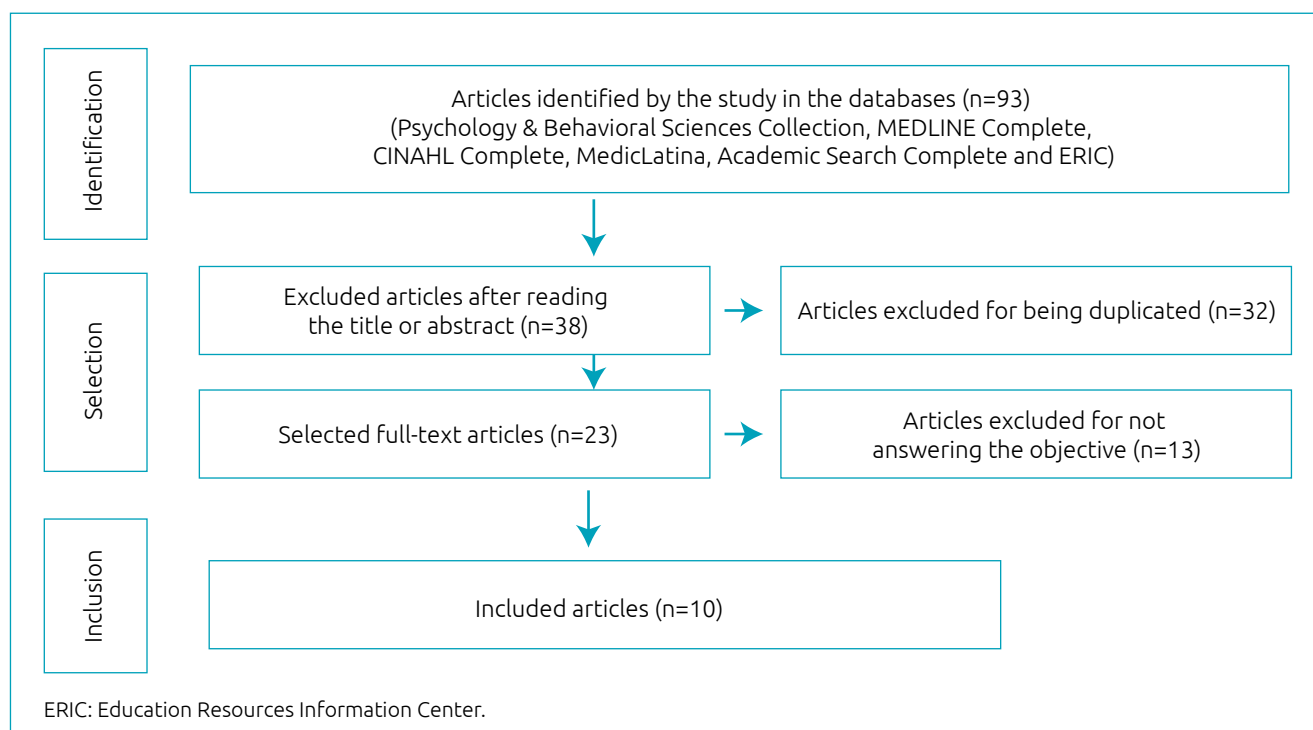 Identification
Articles identified by the study in the databases (n=93)
(Psychology & Behavioral Sciences Collection, MEDLINE Complete,
CINAHL Complete, MedicLatina, Academic Search Complete and ERIC)
Selection
Excluded articles after reading
the title or abstract (n=38)
Articles excluded for being duplicated (n=32)
Selected full-text articles (n=23)
Articles excluded for not
answering the objective (n=13)
Inclusion
Included articles (n=10)
ERIC: Education Resources Information Center.